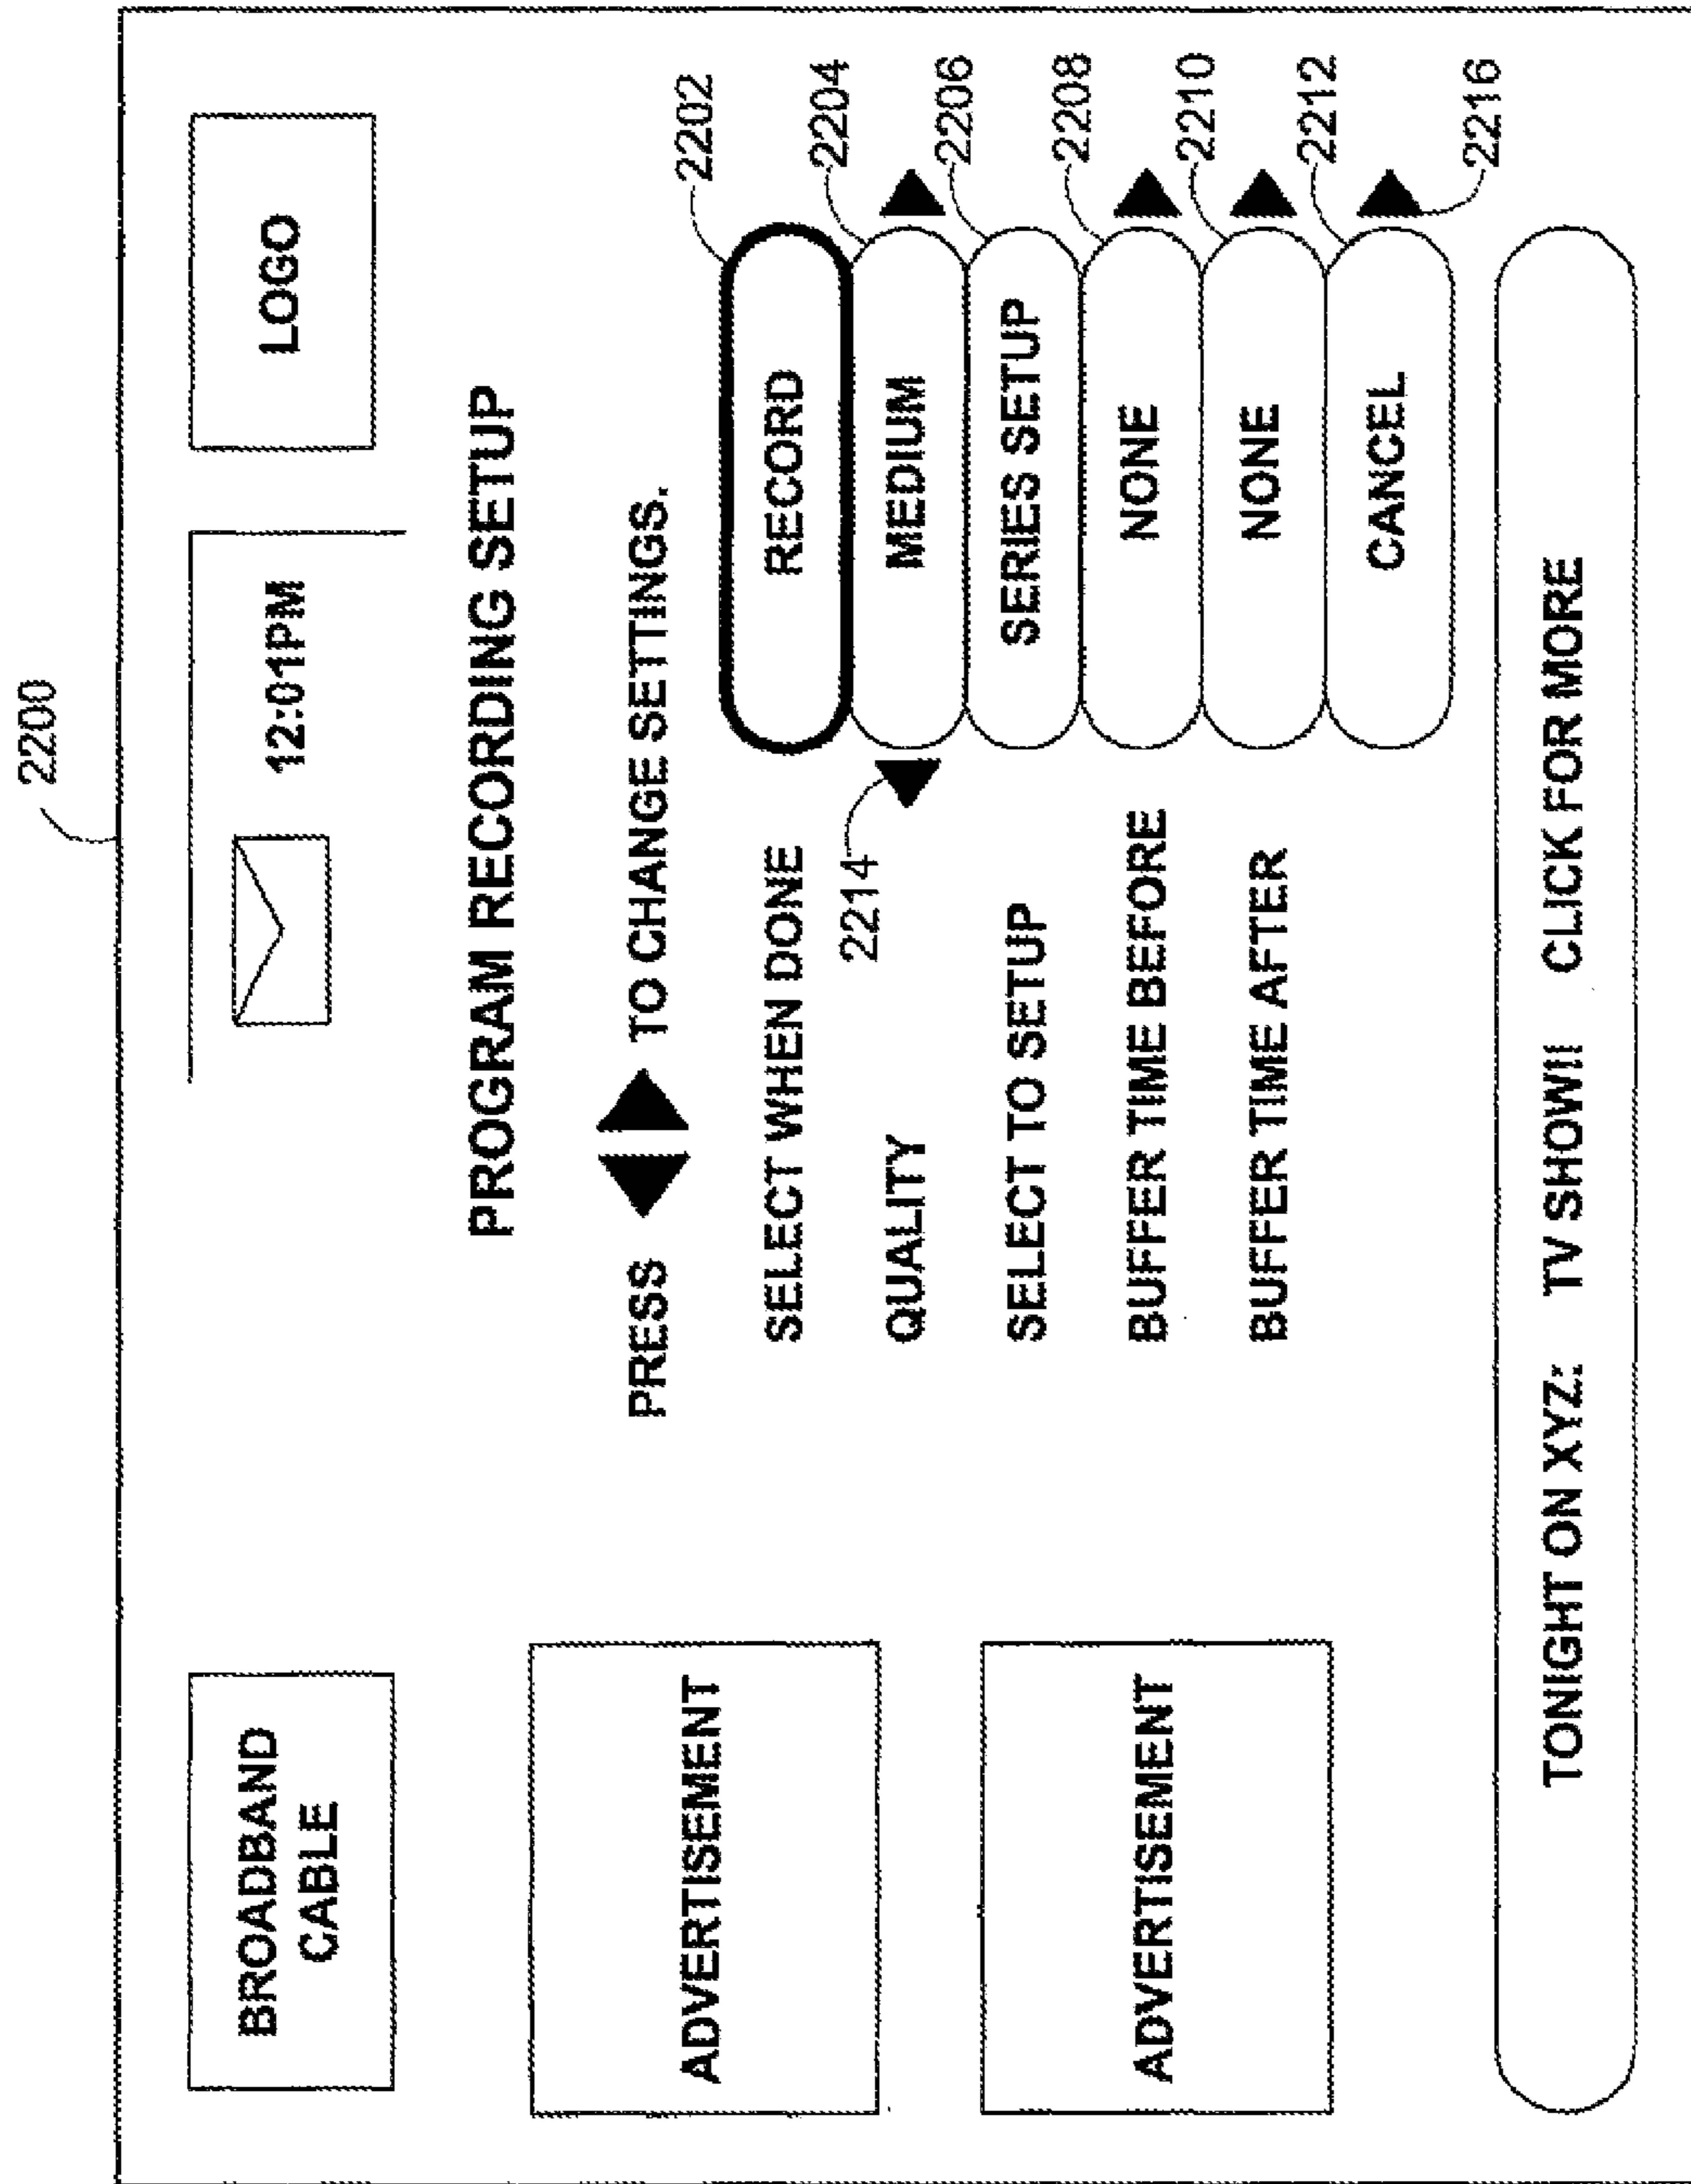 2200
BROADBAND
CABLE
12:01PM
LOGO
PROGRAM RECORDING SETUP
PRESS ◀ ▶ TO CHANGE SETTINGS.
ADVERTISEMENT
SELECT WHEN DONE
RECORD
2202
2214
QUALITY
MEDIUM
2204
SELECT TO SETUP
SERIES SETUP
2206
ADVERTISEMENT
BUFFER TIME BEFORE
NONE
2208
BUFFER TIME AFTER
NONE
2210
CANCEL
2212
2216
TONIGHT ON XYZ: TV SHOW!! CLICK FOR MORE